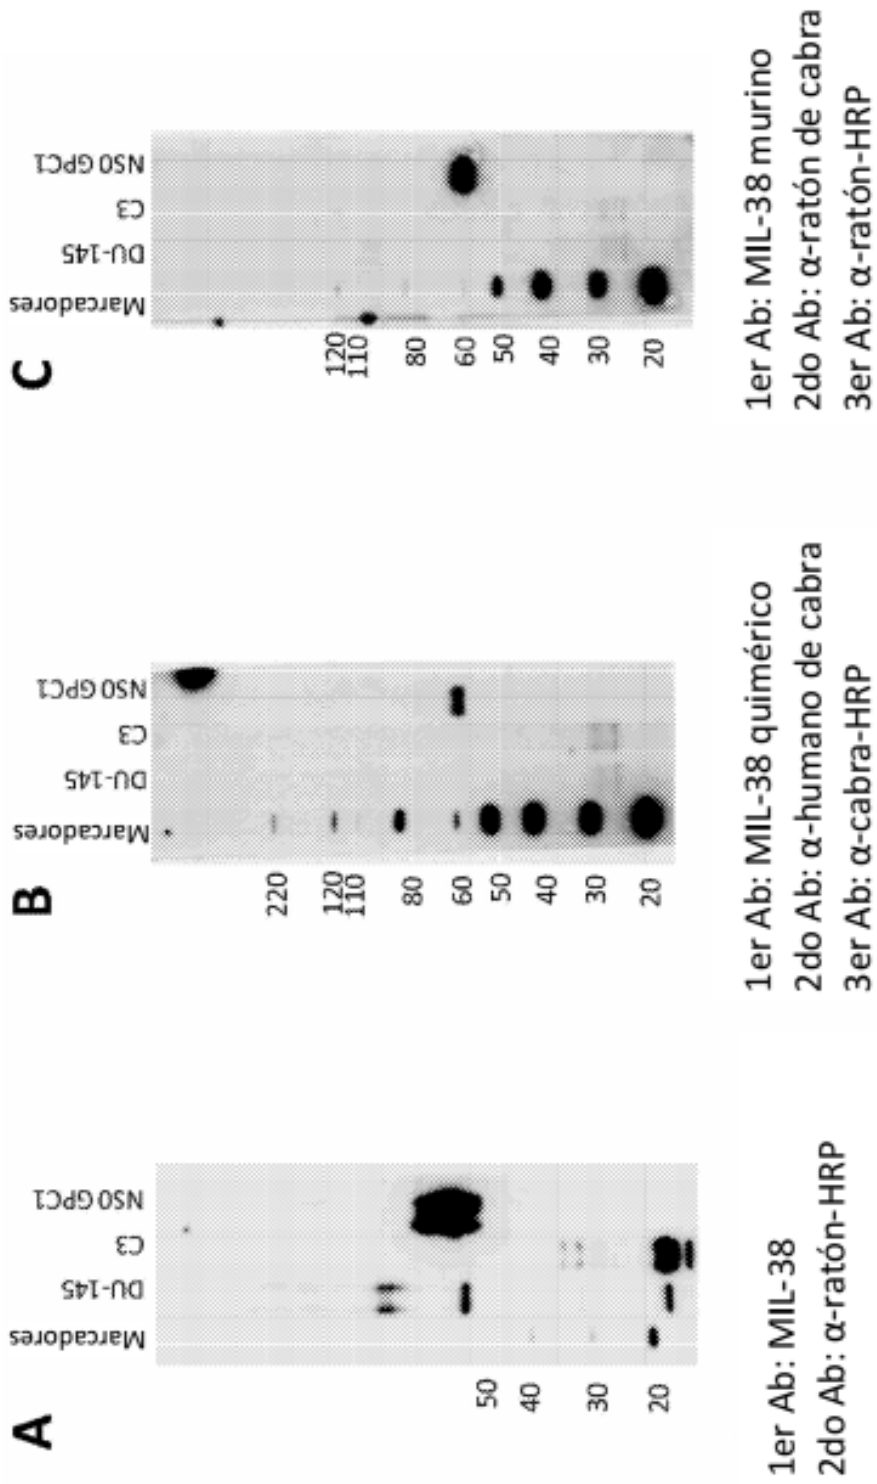 A
Marcadores
DU-145
C3
NS0 GPC1
50
40
30
20
1er Ab: MIL-38
2do Ab: α-ratón-HRP
B
Marcadores
DU-145
C3
NS0 GPC1
220
120
110
80
60
50
40
30
20
1er Ab: MIL-38 quimérico
2do Ab: α-humano de cabra
3er Ab: α-cabra-HRP
C
Marcadores
DU-145
C3
NS0 GPC1
120
110
80
60
50
40
30
20
1er Ab: MIL-38 murino
2do Ab: α-ratón de cabra
3er Ab: α-ratón-HRP